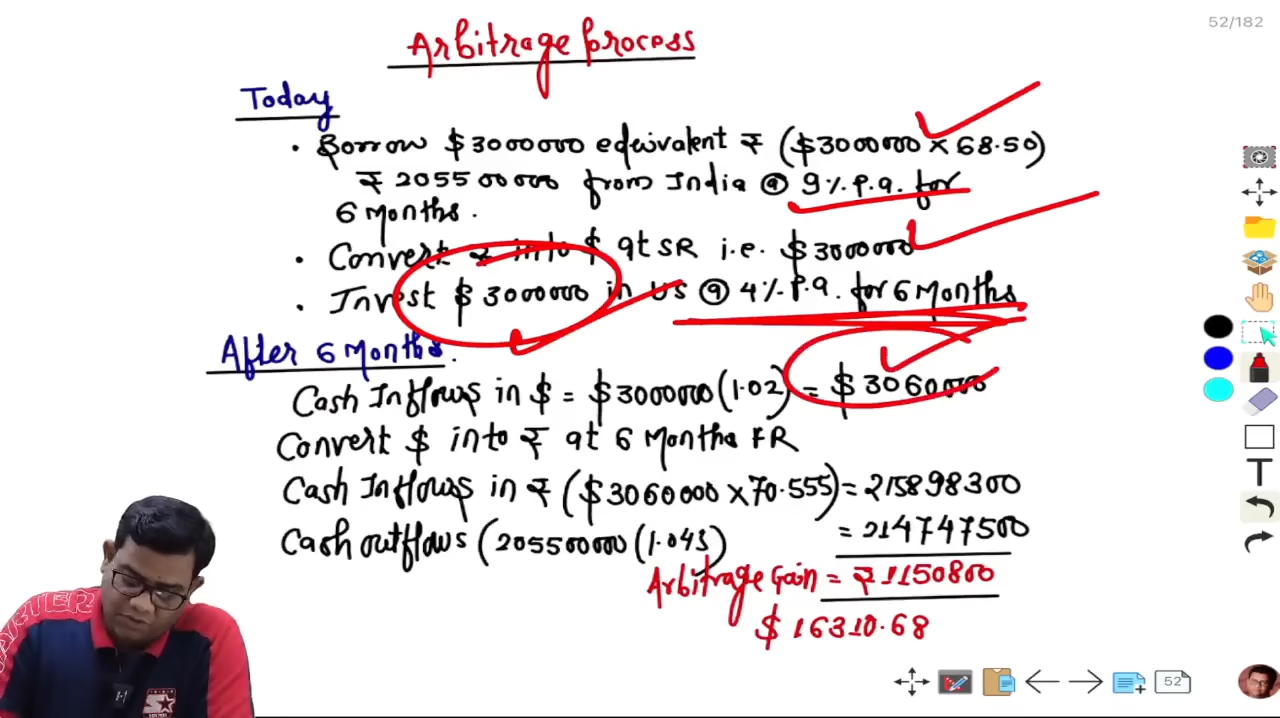 52/182
Arbitrage process
Today
• Borrow $3000000 equivalent ₹ ($3000000 × 68.50)
₹ 205500000 from India @ 9%.P.a. for
6 Months.
• Convert ₹ into $ at SR i.e. $3000000
• Invest $3000000 in US @ 4%.P.a. for 6 Months
After 6 Months.
Cash Inflows in $ = $3000000 (1.02) = $3060000
Convert $ into ₹ at 6 Months FR
Cash Inflows in ₹ ($3060000 × 70.555) = 215898300
Cash outflows (205500000 (1.045) = 214747500
Arbitrage Gain = ₹ 1150800
$ 16310.68
T
52